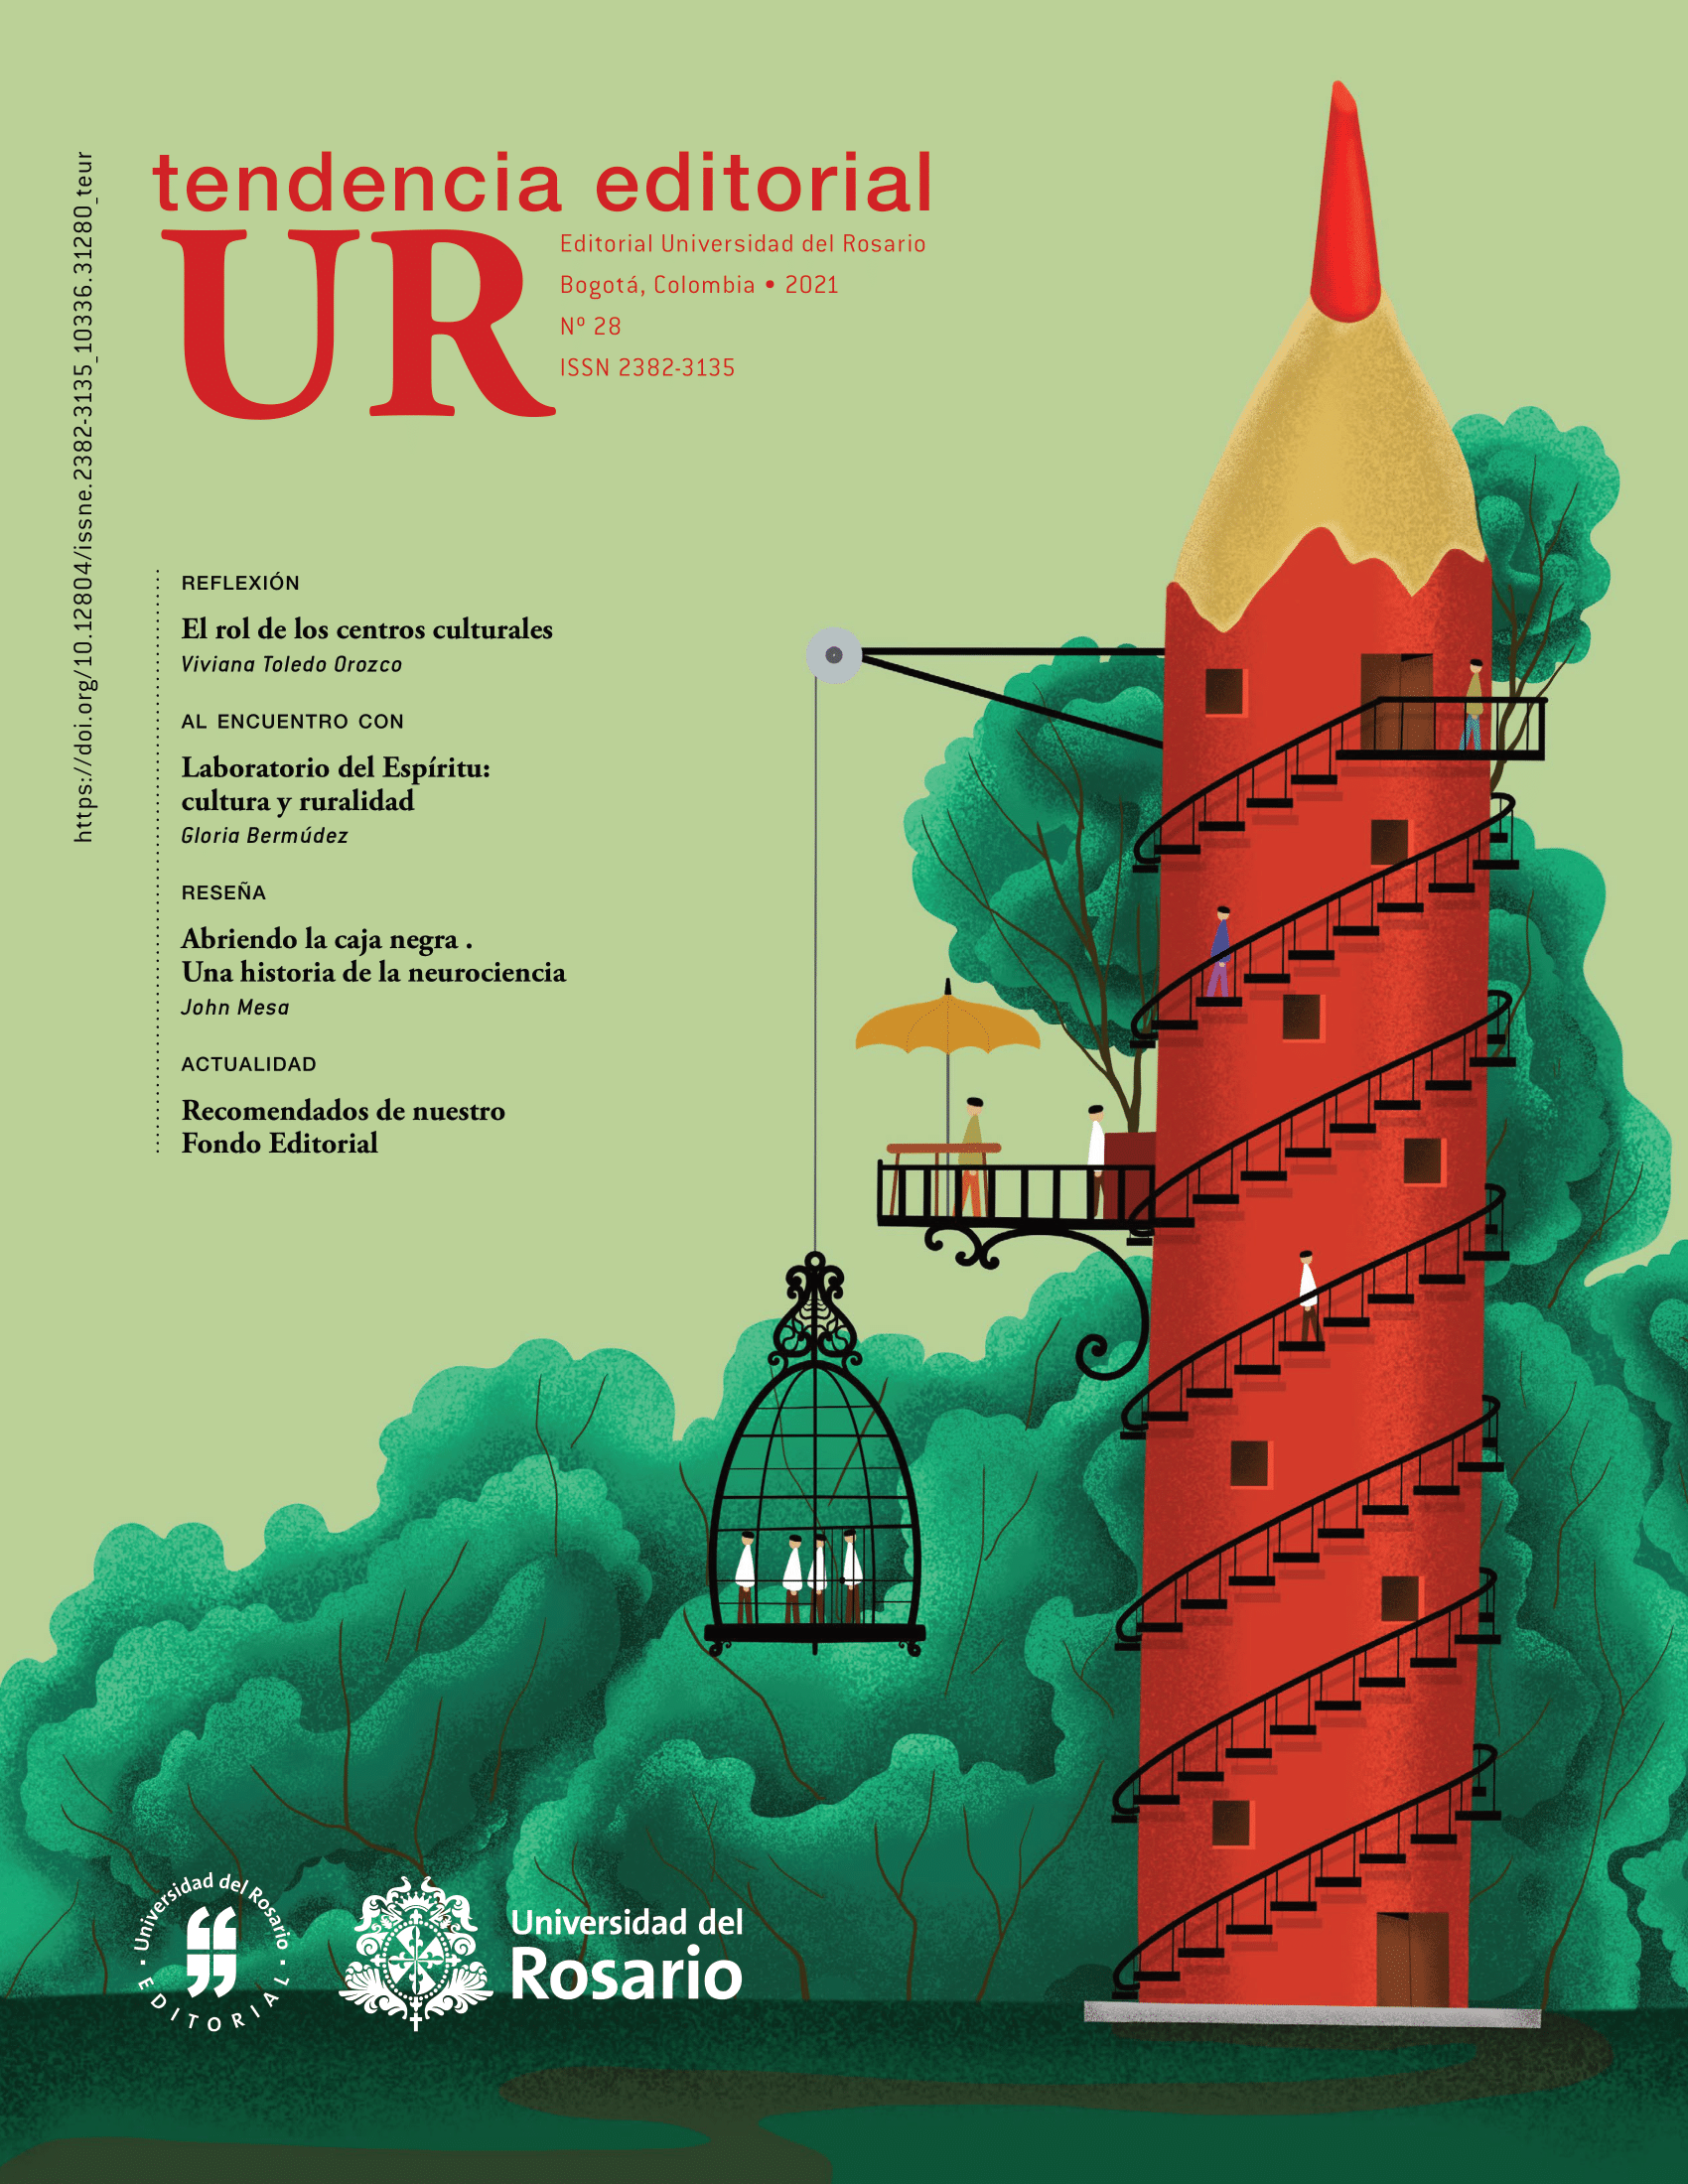 tendencia editorial
UR
Editorial Universidad del Rosario
Bogotá, Colombia • 2021
Nº 28
ISSN 2382-3135
https://doi.org/10.12804/issne.2382-3135_10336.31280_teur
REFLEXIÓN
El rol de los centros culturales
Viviana Toledo Orozco
AL ENCUENTRO CON
Laboratorio del Espíritu:
cultura y ruralidad
Gloria Bermúdez
RESEÑA
Abriendo la caja negra .
Una historia de la neurociencia
John Mesa
ACTUALIDAD
Recomendados de nuestro
Fondo Editorial
Universidad del Rosario
EDITORIAL
Universidad del
Rosario